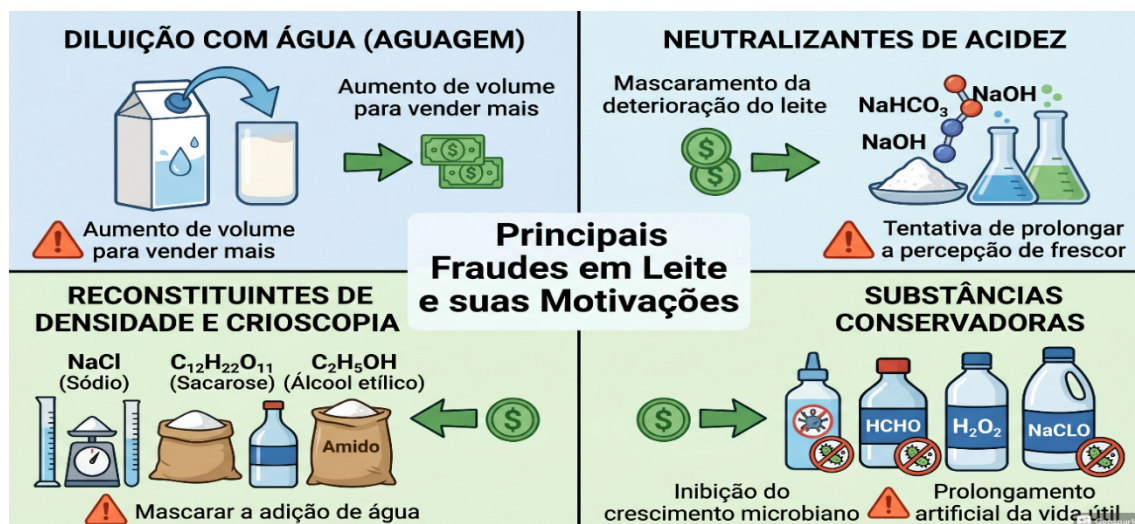 DILUIÇÃO COM ÁGUA (AGUAGEM)
Aumento de volume
para vender mais
Aumento de volume
para vender mais
NEUTRALIZANTES DE ACIDEZ
Mascaramento da
deterioração do leite
NaHCO₃
NaOH
NaOH
Tentativa de prolongar
a percepção de frescor
Principais
Fraudes em Leite
e suas Motivações
RECONSTITUINTES DE
DENSIDADE E CRIOSCOPIA
NaCl
(Sódio)
C₁₂H₂₂O₁₁
(Sacarose)
C₂H₅OH
(Álcool etílico)
Amido
Mascarar a adição de água
SUBSTÂNCIAS
CONSERVADORAS
HCHO
H₂O₂
NaCLO
Inibição do
crescimento microbiano
Prolongamento
artificial da vida útil